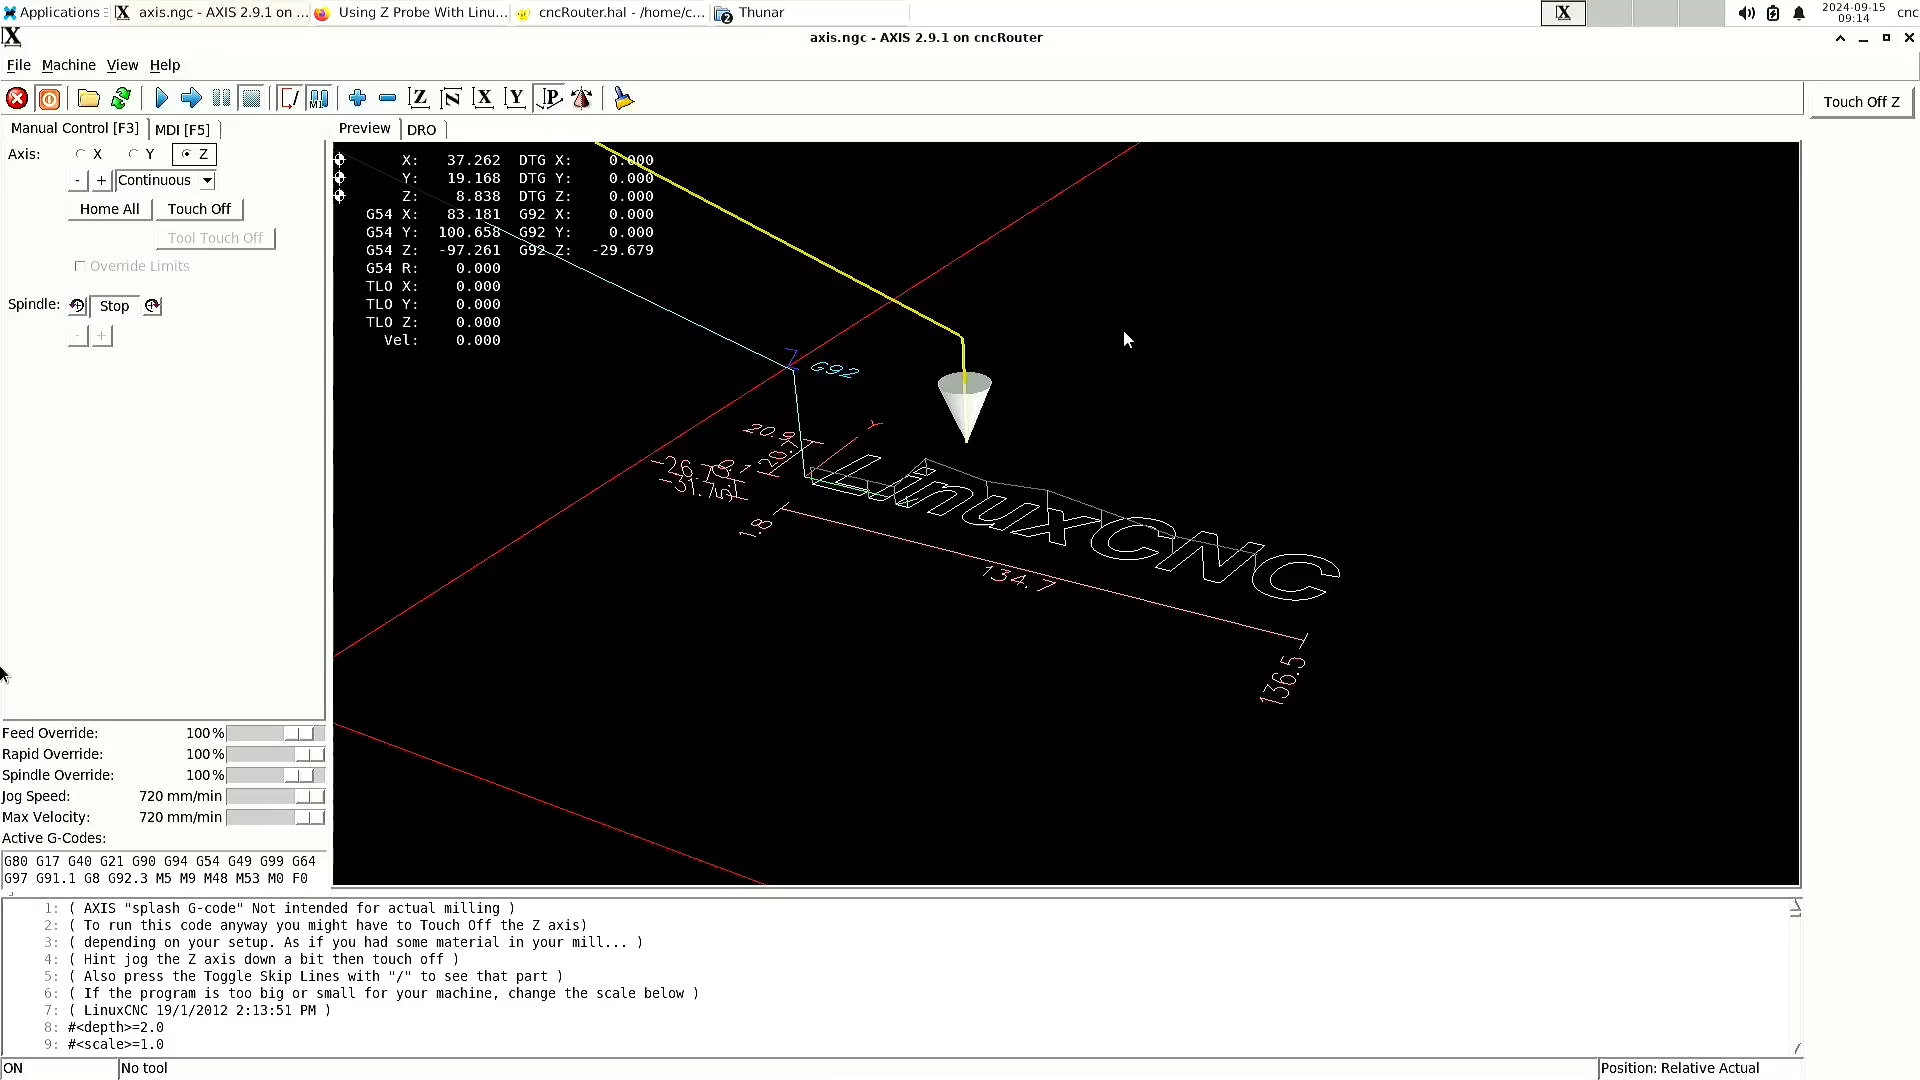 Applications
axis.ngc - AXIS 2.9.1 on ...
Using Z Probe With Linu...
cncRouter.hal - /home/c...
2
Thunar
X
2024-09-15
09:14
cnc
axis.ngc - AXIS 2.9.1 on cncRouter
File Machine View Help
Z N X Y P
Touch Off Z
Manual Control [F3] MDI [F5]
Preview DRO
Axis: X Y Z
- + Continuous
Home All Touch Off
Tool Touch Off
Override Limits
Spindle: Stop
- +
X: 37.262 DTG X: 0.000
Y: 19.168 DTG Y: 0.000
Z: 8.838 DTG Z: 0.000
G54 X: 83.181 G92 X: 0.000
G54 Y: 100.658 G92 Y: 0.000
G54 Z: -97.261 G92 Z: -29.679
G54 R: 0.000
TLO X: 0.000
TLO Y: 0.000
TLO Z: 0.000
Vel: 0.000
Z G92
Y
20.9
LinuxCNC
1.8
134.7
136.5
Feed Override: 100%
Rapid Override: 100%
Spindle Override: 100%
Jog Speed: 720 mm/min
Max Velocity: 720 mm/min
Active G-Codes:
G80 G17 G40 G21 G90 G94 G54 G49 G99 G64
G97 G91.1 G8 G92.3 M5 M9 M48 M53 M0 F0
1: ( AXIS "splash G-code" Not intended for actual milling )
2: ( To run this code anyway you might have to Touch Off the Z axis)
3: ( depending on your setup. As if you had some material in your mill... )
4: ( Hint jog the Z axis down a bit then touch off )
5: ( Also press the Toggle Skip Lines with "/" to see that part )
6: ( If the program is too big or small for your machine, change the scale below )
7: ( LinuxCNC 19/1/2012 2:13:51 PM )
8: #<depth>=2.0
9: #<scale>=1.0
ON No tool Position: Relative Actual